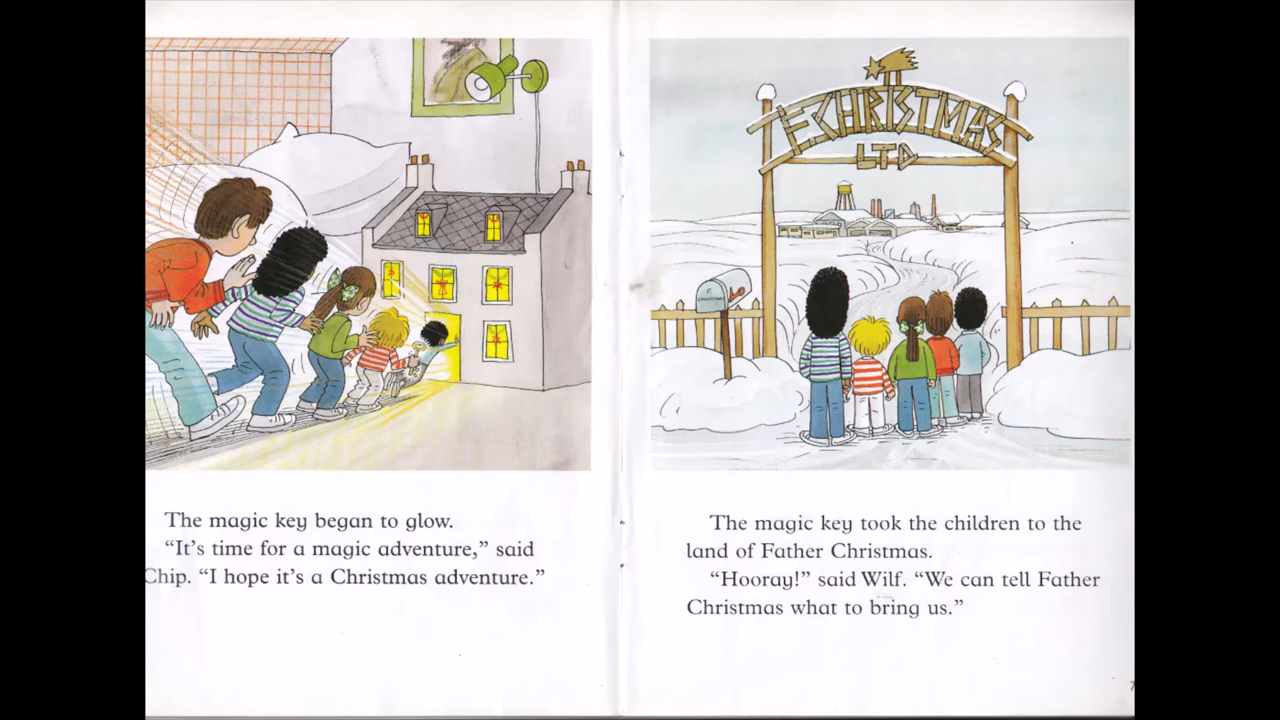 The magic key began to glow.
“It’s time for a magic adventure,” said
Chip. “I hope it’s a Christmas adventure.”
F.CHRISTMAS
LTD
CHRISTMAS
The magic key took the children to the
land of Father Christmas.
“Hooray!” said Wilf. “We can tell Father
Christmas what to bring us.”
7